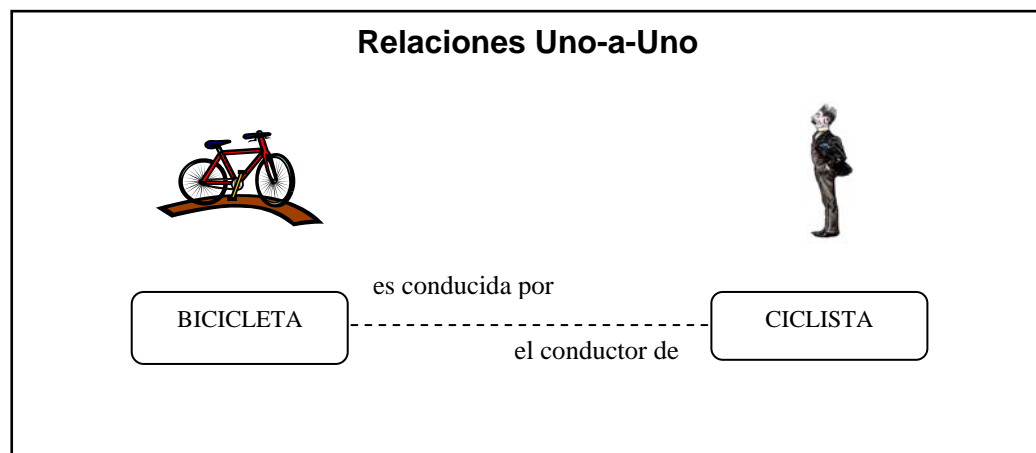 Relaciones Uno-a-Uno
es conducida por
BICICLETA
CICLISTA
el conductor de